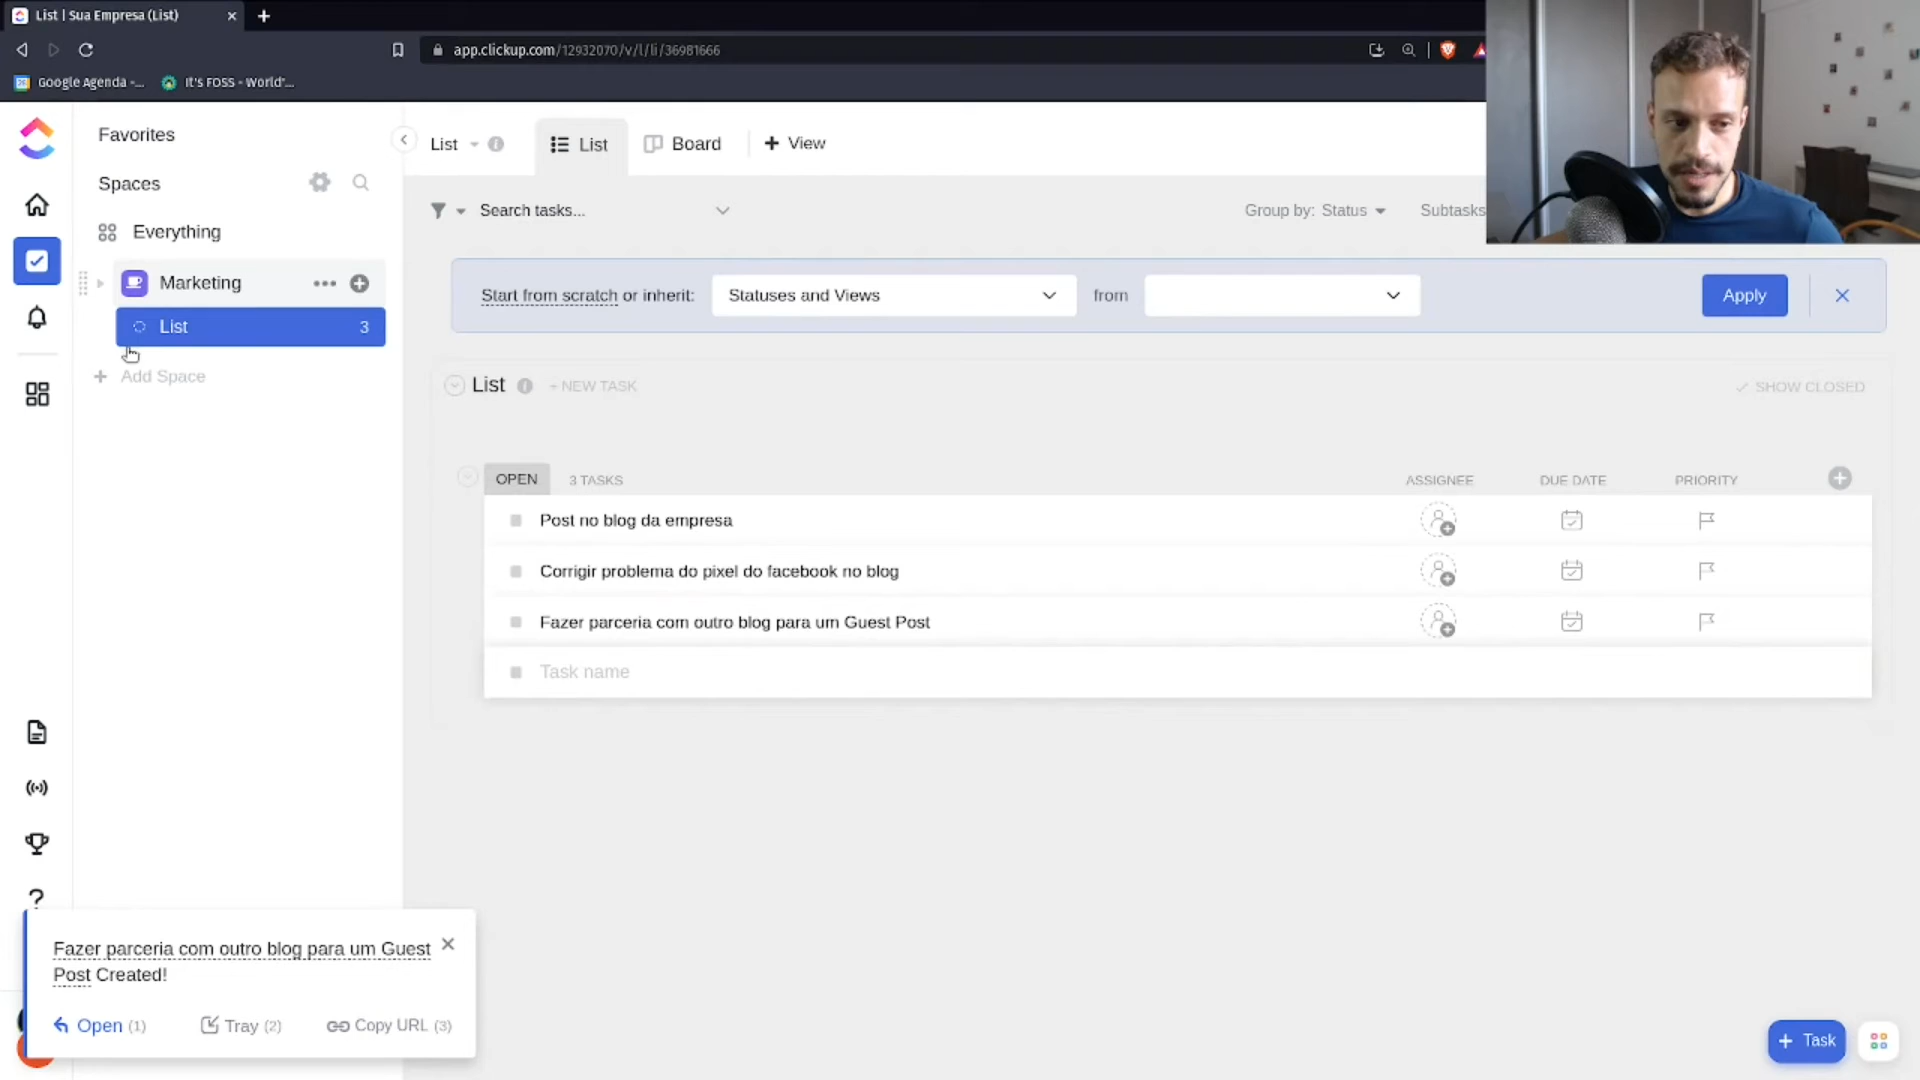 List | Sua Empresa (List)
app.clickup.com/12932070/v/l/li/36981666
Google Agenda -...
It's FOSS - World'...
Favorites
Spaces
Everything
Marketing
List 3
Add Space
List
List
Board
+ View
Search tasks...
Group by: Status
Subtasks
Start from scratch or inherit:
Statuses and Views
from
Apply
List
+ NEW TASK
SHOW CLOSED
OPEN
3 TASKS
ASSIGNEE
DUE DATE
PRIORITY
Post no blog da empresa
Corrigir problema do pixel do facebook no blog
Fazer parceria com outro blog para um Guest Post
Task name
Fazer parceria com outro blog para um Guest
Post Created!
Open (1)
Tray (2)
Copy URL (3)
+ Task